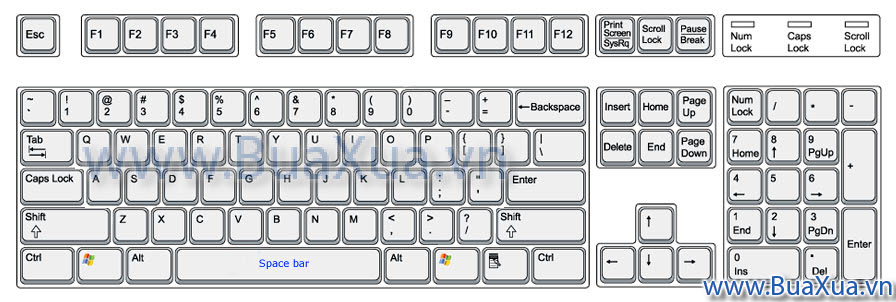 Esc F1 F2 F3 F4 F5 F6 F7 F8 F9 F10 F11 F12 Print Screen SysRq Scroll Lock Pause Break Num Lock Caps Lock Scroll Lock
~ ` ! 1 @ 2 # 3 $ 4 % 5 ^ 6 & 7 * 8 ( 9 ) 0 _ - + = ←Backspace Insert Home Page Up Num Lock / * -
Tab Q W E R T Y U I O P { [ } ] | \ Delete End Page Down 7 Home 8 ↑ 9 PgUp +
www.BuaXua.vn
Caps Lock A S D F G H J K L : ; " ' Enter 4 ← 5 6 →
Shift Z X C V B N M < , > . ? / Shift ↑ 1 End 2 ↓ 3 PgDn Enter
Ctrl Alt Space bar Alt Ctrl ← ↓ → 0 Ins * Del
www.BuaXua.vn